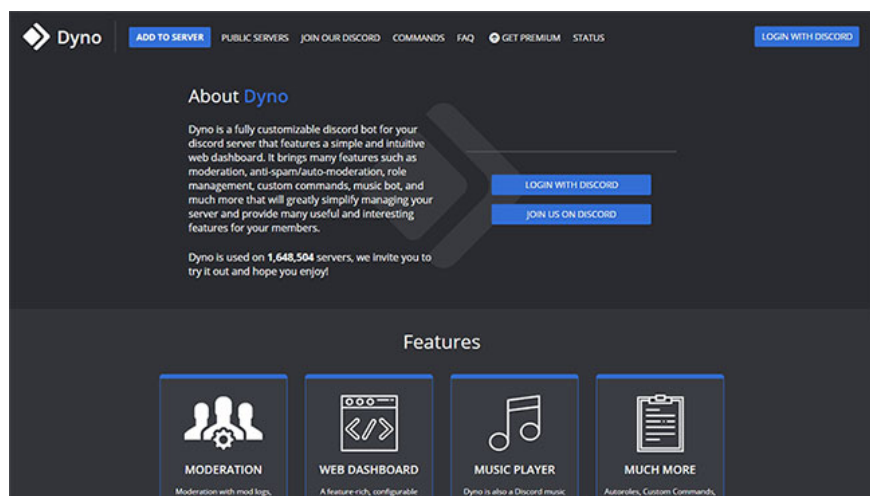 Dyno
ADD TO SERVER
PUBLIC SERVERS
JOIN OUR DISCORD
COMMANDS
FAQ
GET PREMIUM
STATUS
LOGIN WITH DISCORD
About Dyno
Dyno is a fully customizable discord bot for your
discord server that features a simple and intuitive
web dashboard. It brings many features such as
moderation, anti-spam/auto-moderation, role
management, custom commands, music bot, and
much more that will greatly simplify managing your
server and provide many useful and interesting
features for your members.
Dyno is used on 1,648,504 servers, we invite you to
try it out and hope you enjoy!
LOGIN WITH DISCORD
JOIN US ON DISCORD
Features
MODERATION
Moderation with mod logs,
WEB DASHBOARD
A feature-rich, configurable
MUSIC PLAYER
Dyno is also a Discord music
MUCH MORE
Autoroles, Custom Commands,